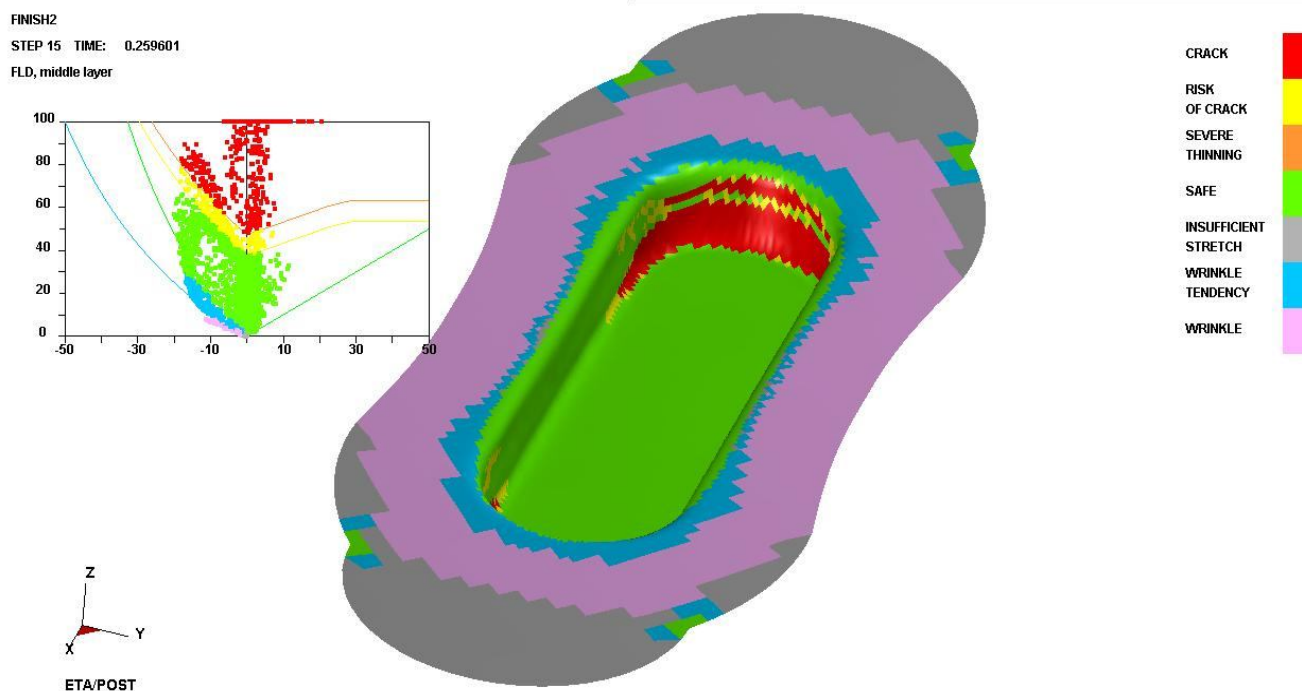 FINISH2
STEP 15 TIME: 0.259601
FLD, middle layer
100
80
60
40
20
0
-50 -30 -10 10 30 50
CRACK
RISK
OF CRACK
SEVERE
THINNING
SAFE
INSUFFICIENT
STRETCH
WRINKLE
TENDENCY
WRINKLE
Z
Y
X
ETA/POST